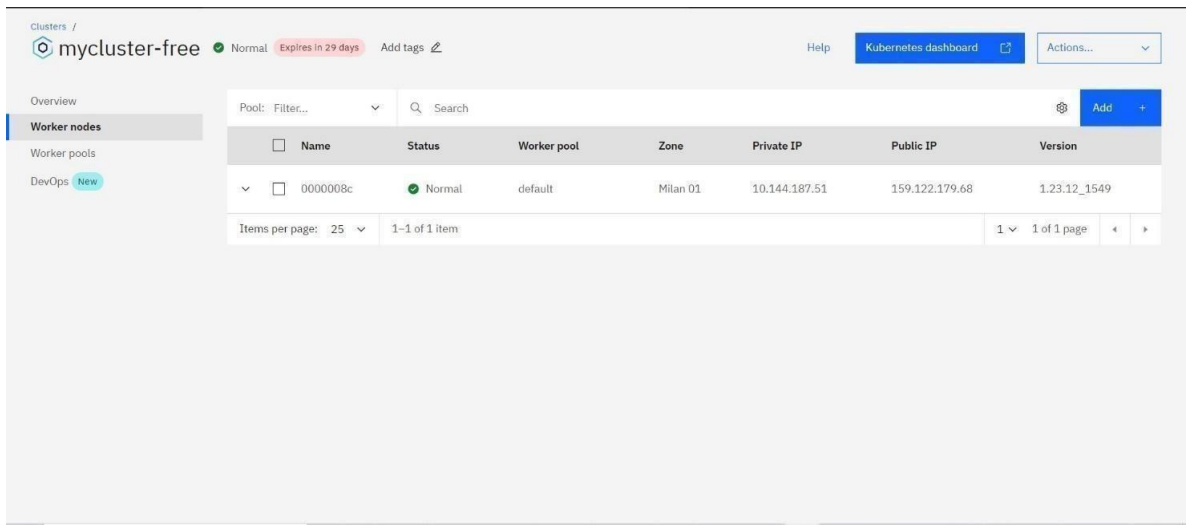 Clusters /
mycluster-free Normal Expires in 29 days Add tags Help Kubernetes dashboard Actions...
Overview
Worker nodes
Worker pools
DevOps New
Pool: Filter... Search Add +
Name Status Worker pool Zone Private IP Public IP Version
0000008c Normal default Milan 01 10.144.187.51 159.122.179.68 1.23.12_1549
Items per page: 25 1–1 of 1 item 1 1 of 1 page